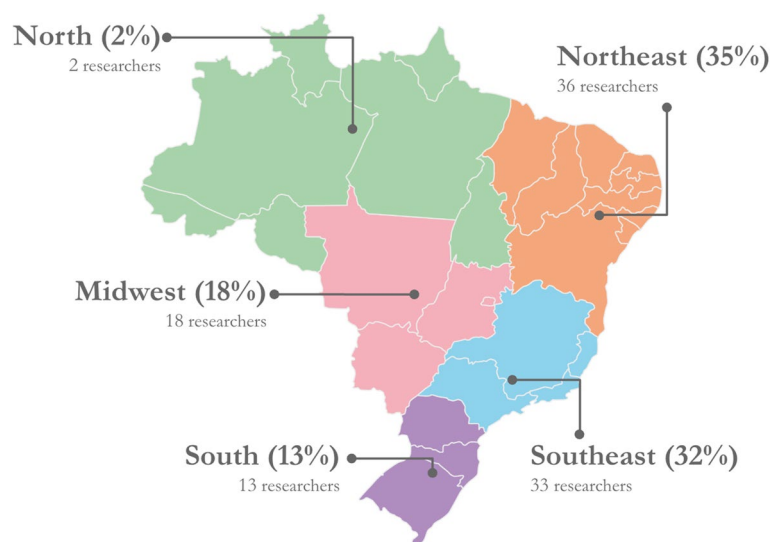 North (2%)
2 researchers
Northeast (35%)
36 researchers
Midwest (18%)
18 researchers
South (13%)
13 researchers
Southeast (32%)
33 researchers